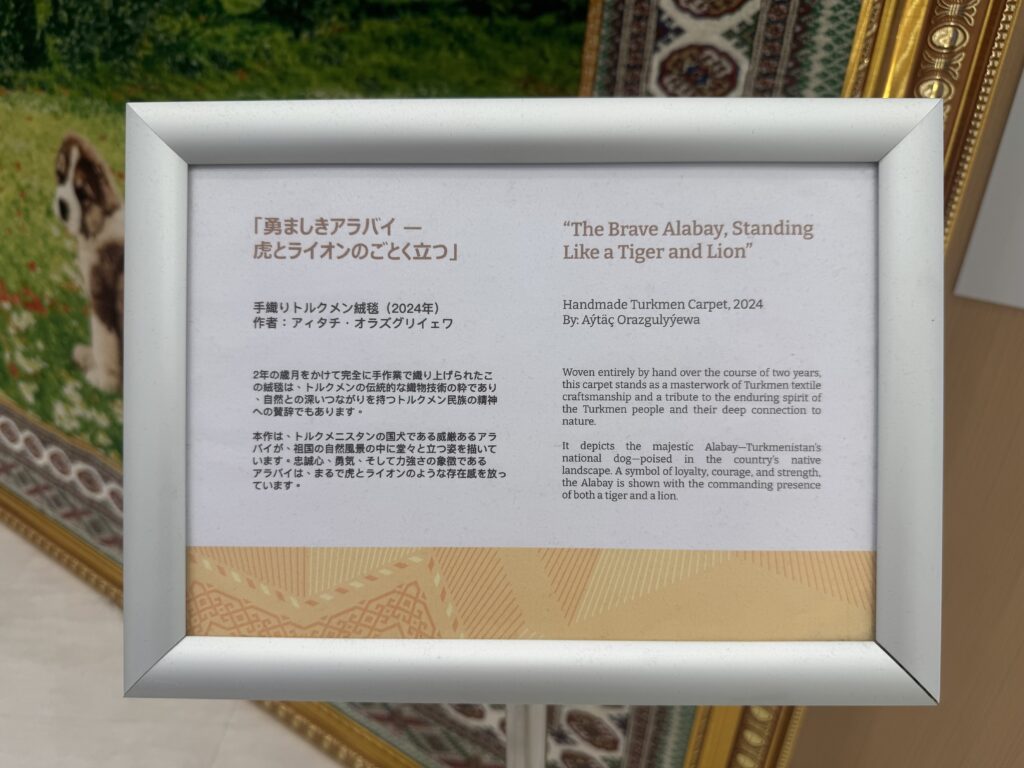 「勇ましきアラバイ —
虎とライオンのごとく立つ」
手織りトルクメン絨毯（2024年）
作者：アィタチ・オラズグリイェワ
2年の歳月をかけて完全に手作業で織り上げられたこ
の絨毯は、トルクメンの伝統的な織物技術の粋であり
、自然との深いつながりを持つトルクメン民族の精神
への賛辞でもあります。
本作は、トルクメニスタンの国犬である威厳あるアラ
バイが、祖国の自然風景の中に堂々と立つ姿を描いて
います。忠誠心、勇気、そして力強さの象徴である
アラバイは、まるで虎とライオンのような存在感を放っ
ています。
“The Brave Alabay, Standing
Like a Tiger and Lion”
Handmade Turkmen Carpet, 2024
By: Aýtäç Orazgulyýewa
Woven entirely by hand over the course of two years,
this carpet stands as a masterwork of Turkmen textile
craftsmanship and a tribute to the enduring spirit of
the Turkmen people and their deep connection to
nature.
It depicts the majestic Alabay—Turkmenistan's
national dog—poised in the country's native
landscape. A symbol of loyalty, courage, and strength,
the Alabay is shown with the commanding presence
of both a tiger and a lion.